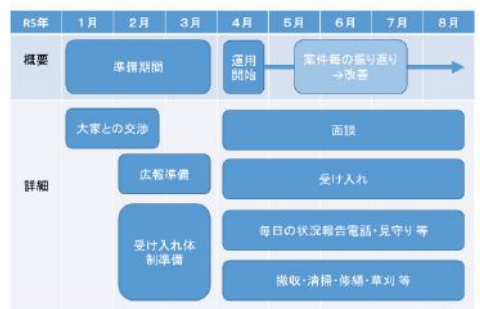 R5年 1月 2月 3月 4月 5月 6月 7月 8月
概要
準備期間
運用
開始
案件毎の振り返り
→改善
詳細
大家との交渉
面談
広報準備
受け入れ
受け入れ体
制準備
毎日の状況報告電話・見守り 等
撤収・清掃・修繕・草刈 等